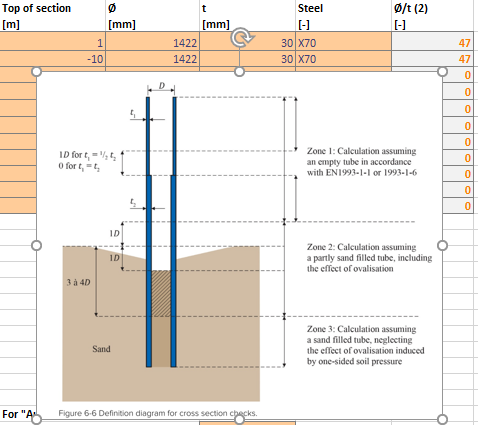 Top of section Ø t Steel Ø/t (2)
[m] [mm] [mm] [-] [-]
1 1422 30 X70 47
-10 1422 30 X70 47
0
0
0
0
0
0
0
0
0
D
t₁
1D for t₁ = ½ t₂
0 for t₁ = t₂
Zone 1: Calculation assuming
an empty tube in accordance
with EN1993-1-1 or 1993-1-6
t₂
1D
1D
Zone 2: Calculation assuming
a partly sand filled tube, including
the effect of ovalisation
3 à 4D
Zone 3: Calculation assuming
a sand filled tube, neglecting
the effect of ovalisation induced
by one-sided soil pressure
Sand
For "A
Figure 6-6 Definition diagram for cross section checks.